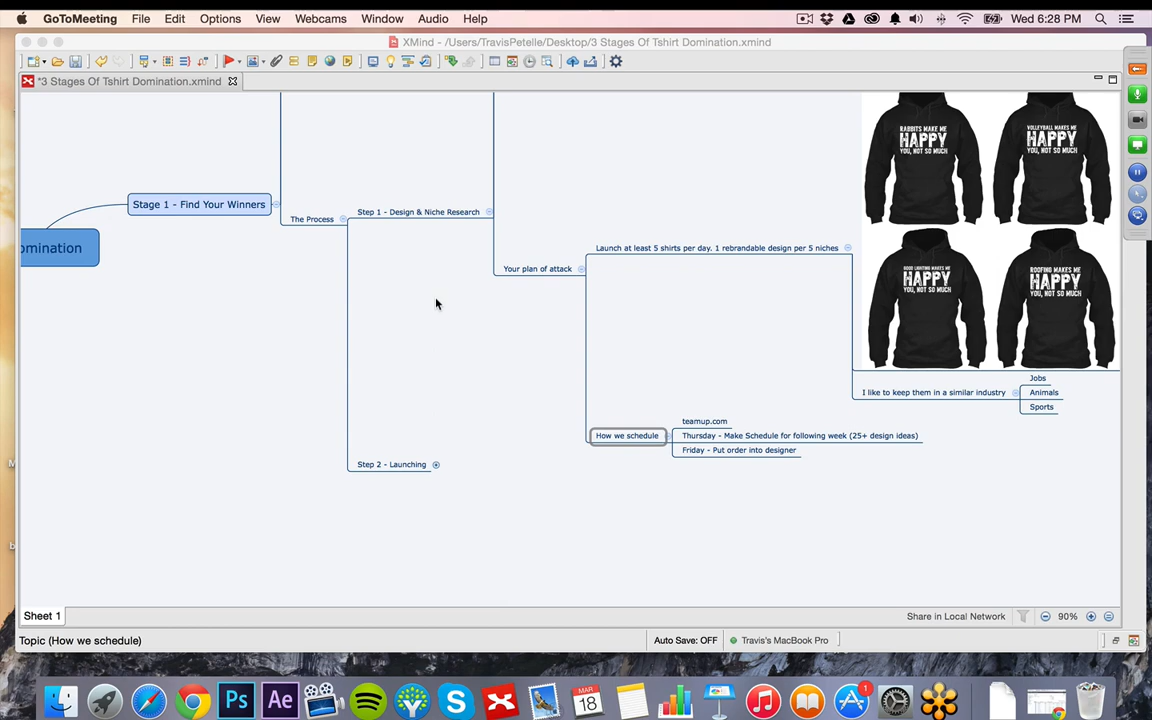 GoToMeeting File Edit Options View Webcams Window Audio Help Wed 6:28 PM
XMind - /Users/TravisPetelle/Desktop/3 Stages Of Tshirt Domination.xmind
*3 Stages Of Tshirt Domination.xmind
RABBITS MAKE ME
HAPPY
YOU, NOT SO MUCH
VOLLEYBALL MAKES ME
HAPPY
YOU, NOT SO MUCH
Stage 1 - Find Your Winners
The Process
Step 1 - Design & Niche Research
omination
Launch at least 5 shirts per day. 1 rebrandable design per 5 niches
Your plan of attack
GOOD LIGHTING MAKES ME
HAPPY
YOU, NOT SO MUCH
ROOFING MAKES ME
HAPPY
YOU, NOT SO MUCH
Jobs
I like to keep them in a similar industry
Animals
Sports
teamup.com
How we schedule
Thursday - Make Schedule for following week (25+ design ideas)
Friday - Put order into designer
Step 2 - Launching
Sheet 1
Share in Local Network
90%
Topic (How we schedule)
Auto Save: OFF
Travis's MacBook Pro
Ps
Ae
MAR
18
1